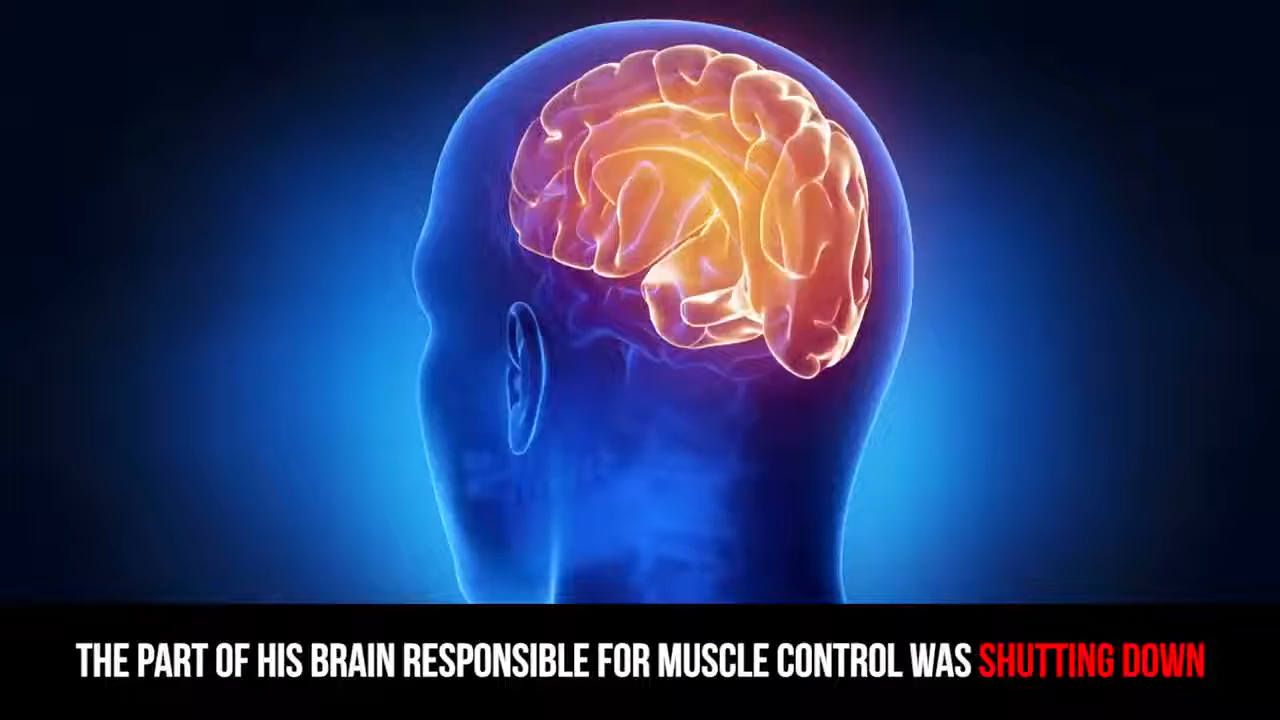 THE PART OF HIS BRAIN RESPONSIBLE FOR MUSCLE CONTROL WAS SHUTTING DOWN